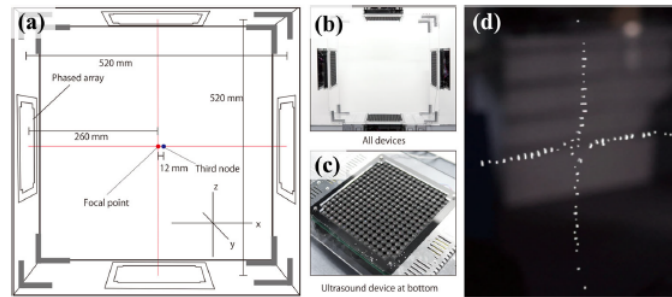 (a)
520 mm
Phased array
520 mm
260 mm
12 mm
Third node
Focal point
z
x
y
(b)
All devices
(c)
Ultrasound device at bottom
(d)